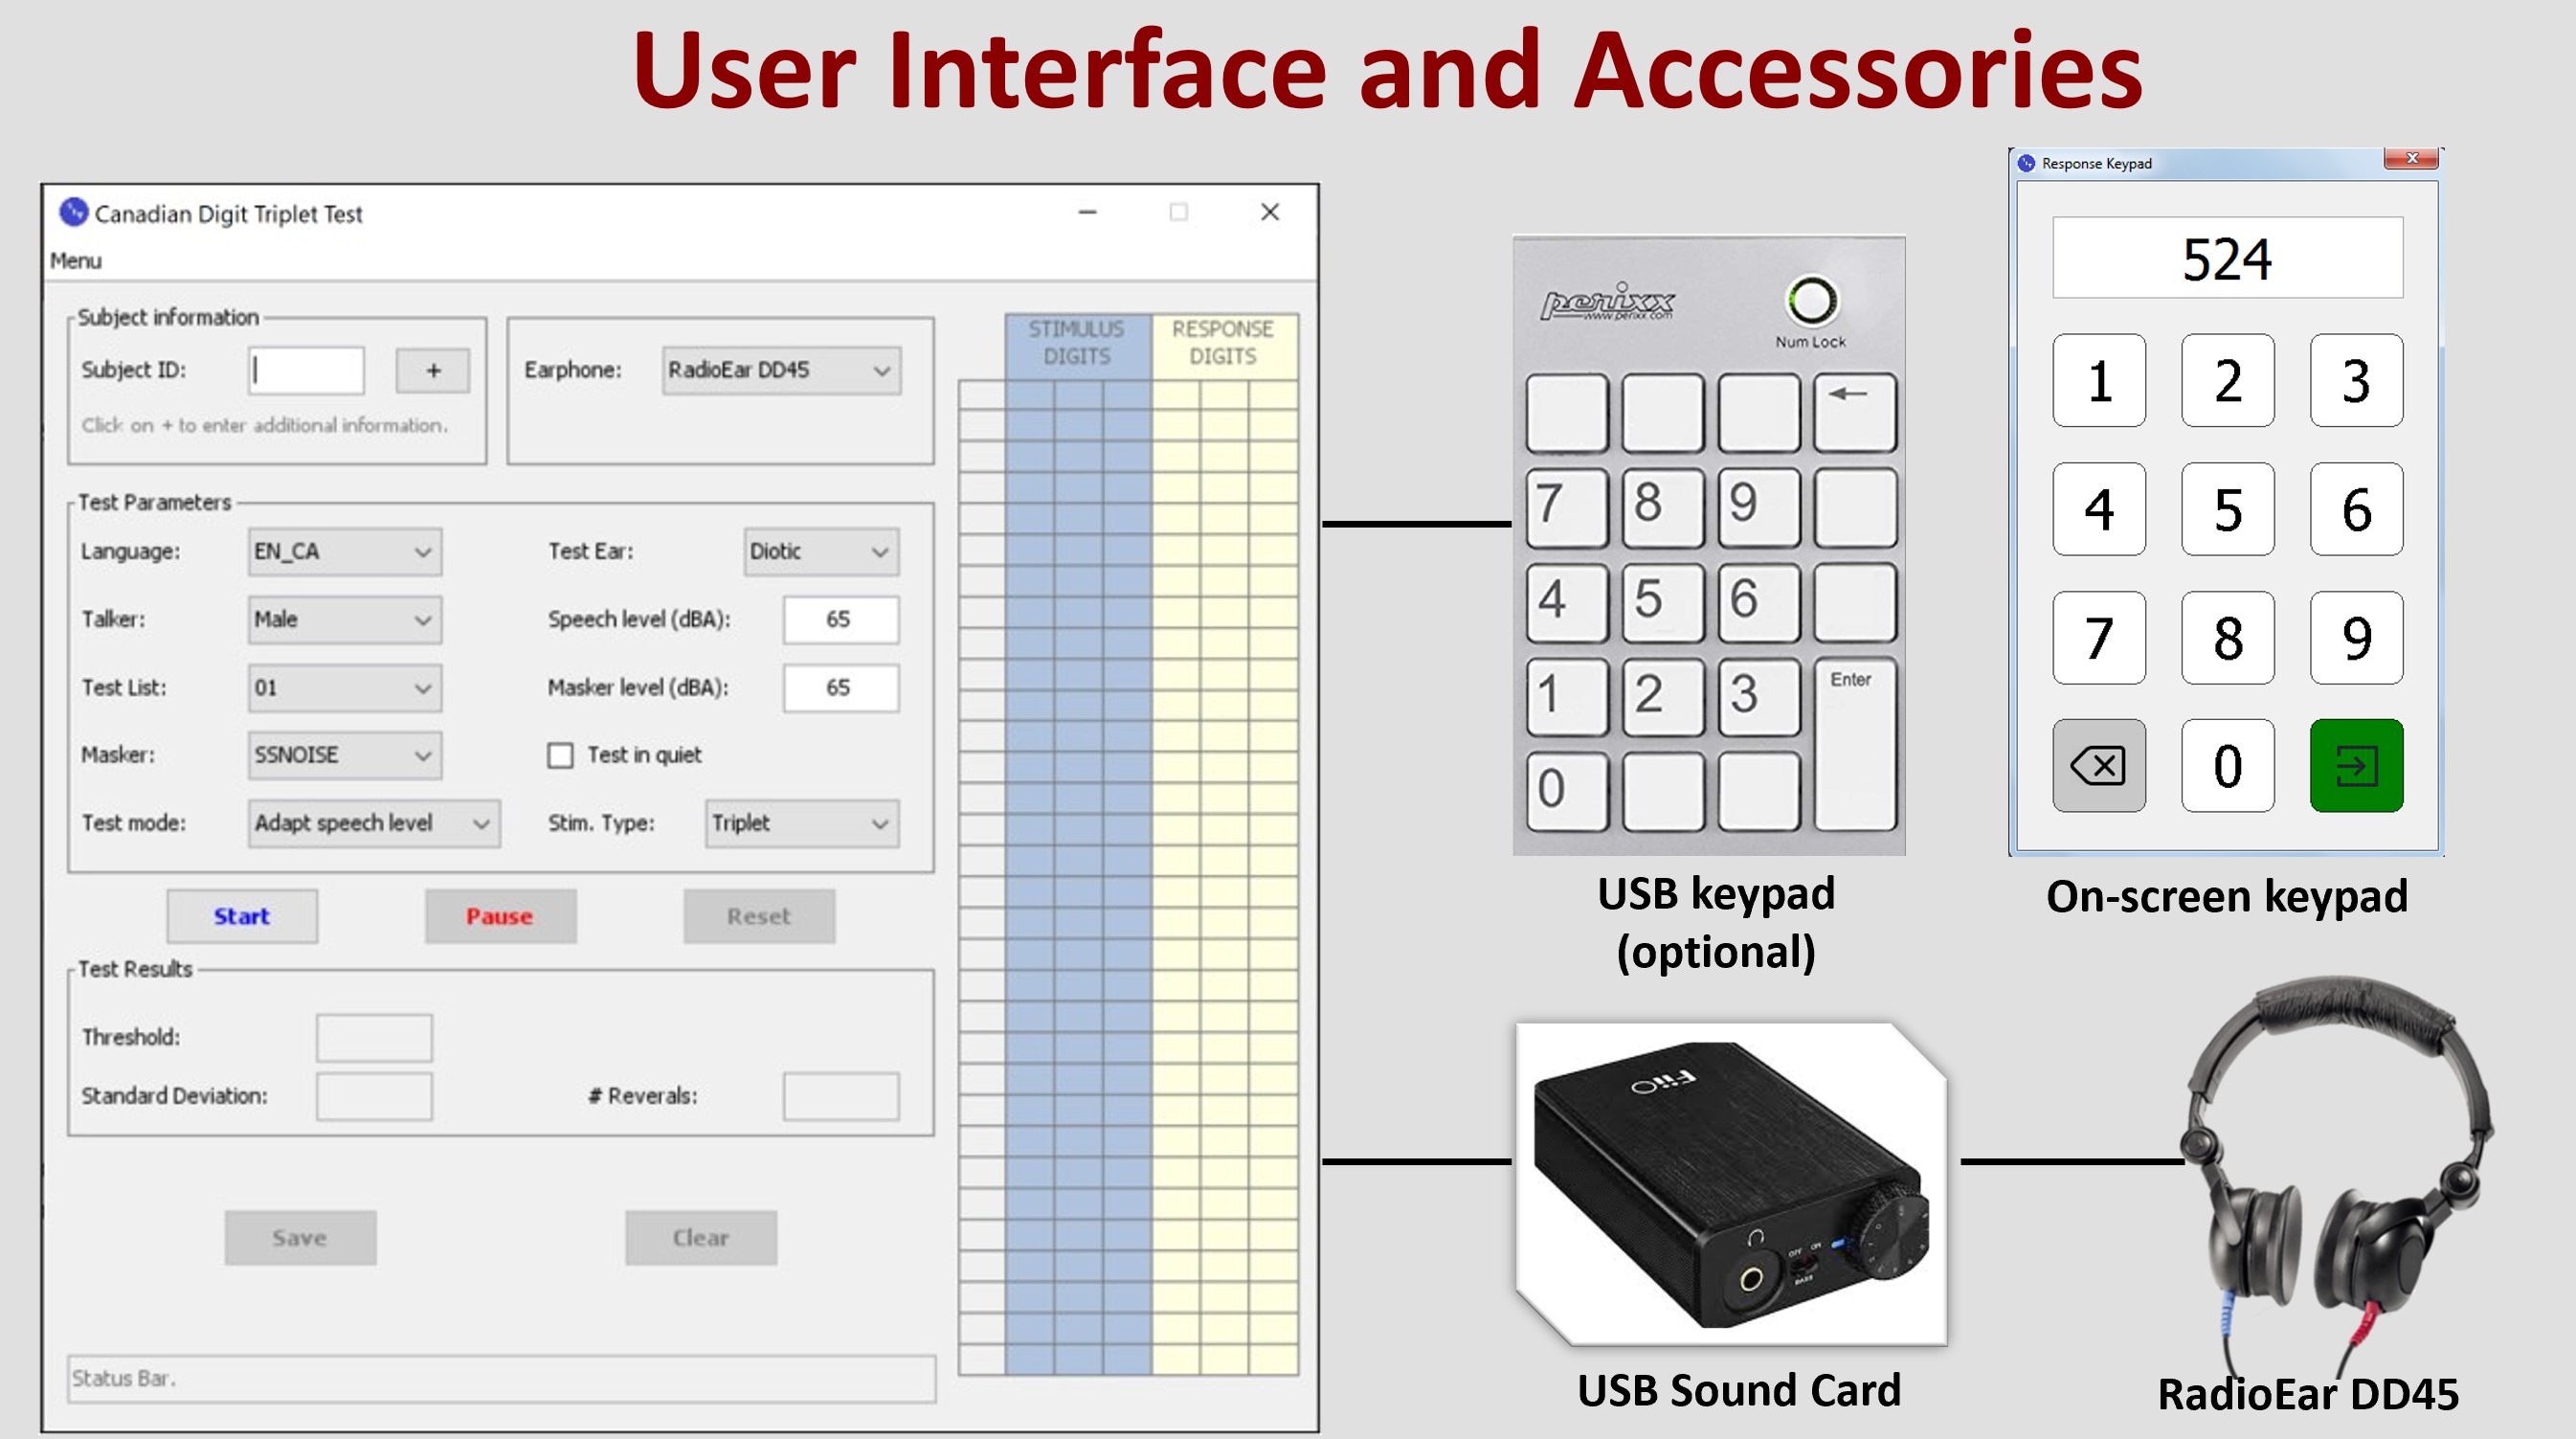 User Interface and Accessories
Canadian Digit Triplet Test
Menu
Subject information
Subject ID:
+
Click on + to enter additional information.
Earphone:
RadioEar DD45
Test Parameters
Language:
EN_CA
Test Ear:
Diotic
Talker:
Male
Speech level (dBA):
65
Test List:
01
Masker level (dBA):
65
Masker:
SSNOISE
Test in quiet
Test mode:
Adapt speech level
Stim. Type:
Triplet
Start
Pause
Reset
Test Results
Threshold:
Standard Deviation:
# Reverals:
Save
Clear
Status Bar.
STIMULUS
DIGITS
RESPONSE
DIGITS
perixx
www.perixx.com
Num Lock
←
7 8 9
4 5 6
1 2 3
Enter
0
USB keypad
(optional)
Response Keypad
524
1 2 3
4 5 6
7 8 9
0
On-screen keypad
FiiO
OFF ON
BASS
USB Sound Card
RadioEar DD45